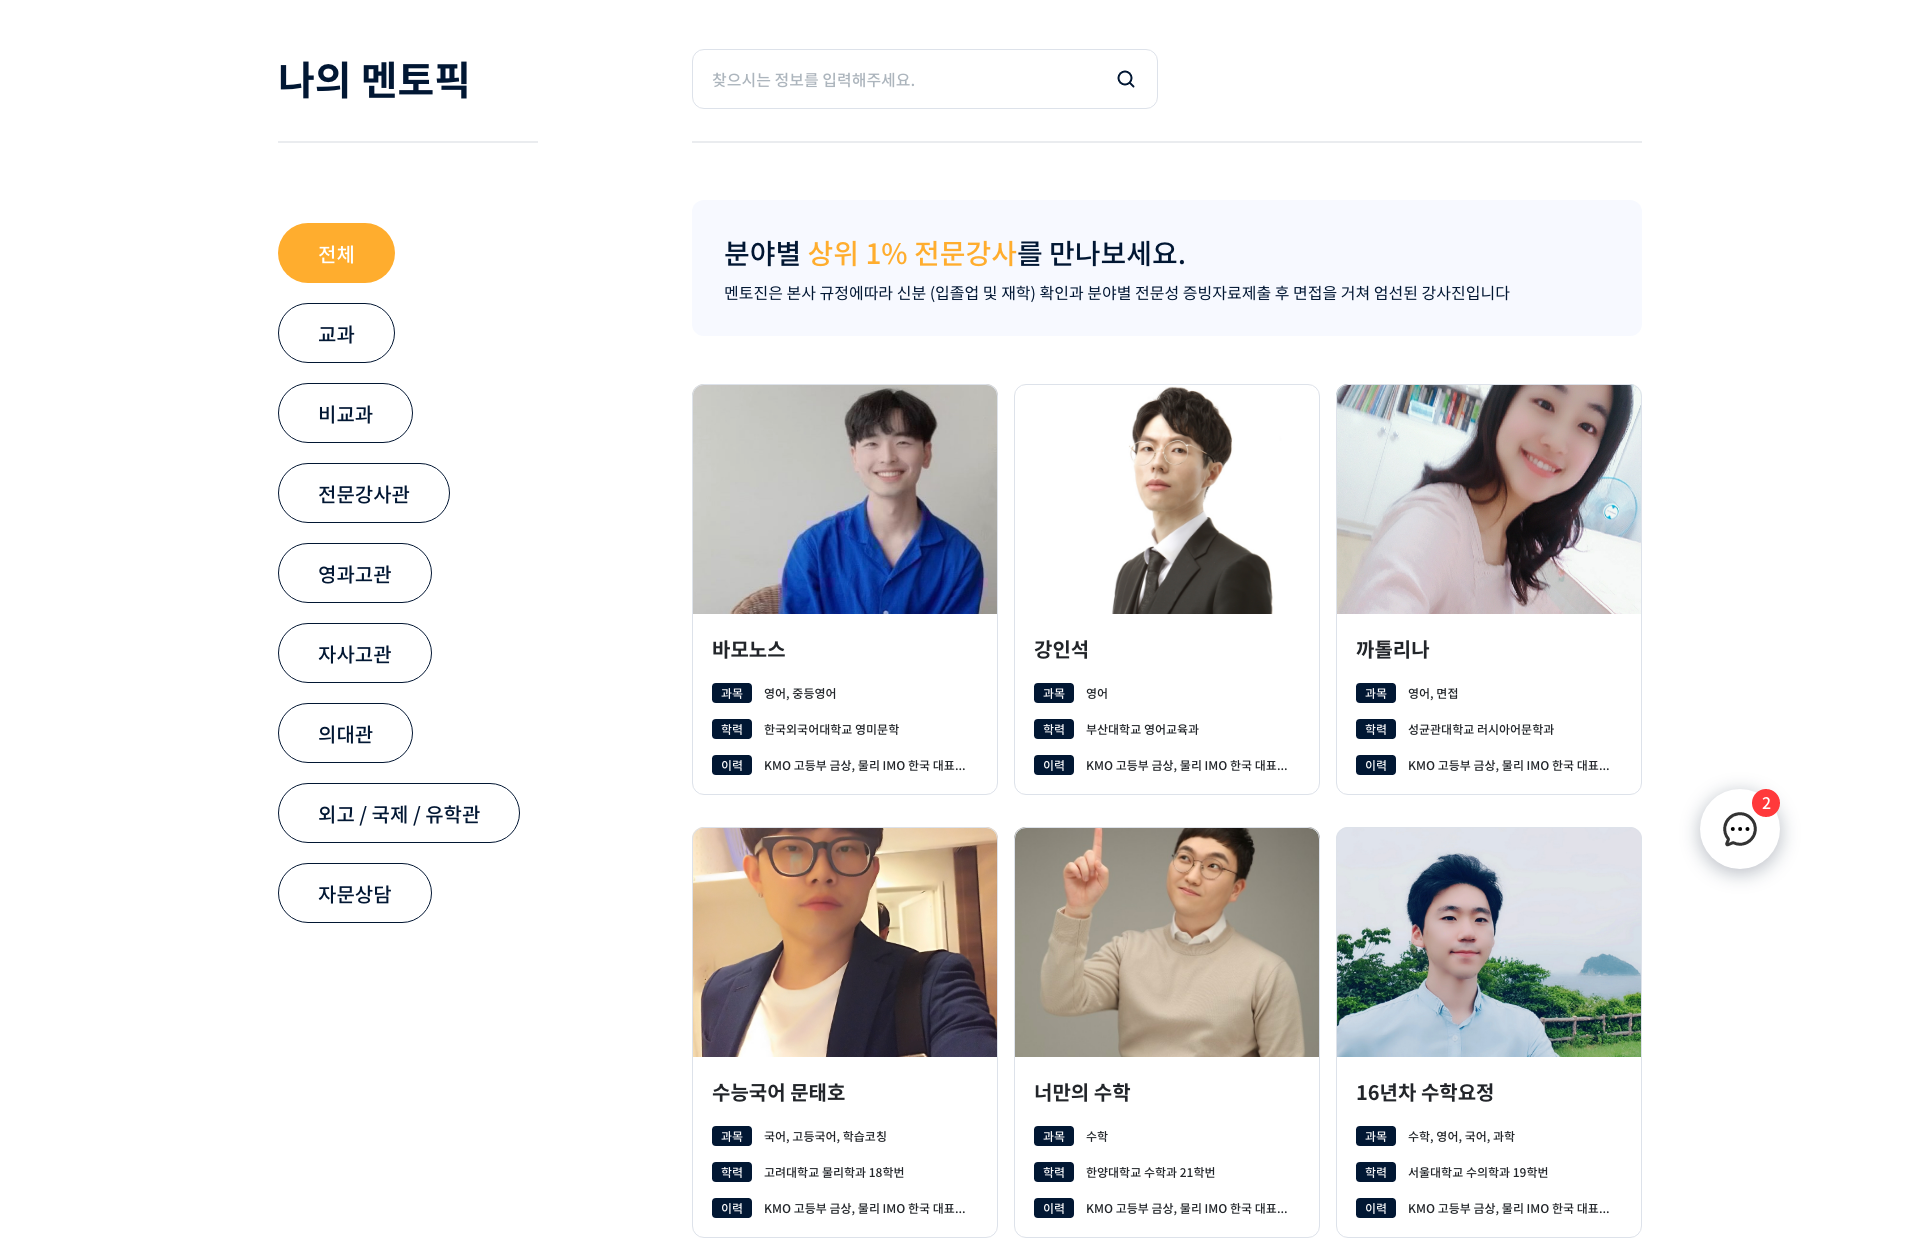 나의 멘토픽
찾으시는 정보를 입력해주세요.
전체
교과
비교과
전문강사관
영과고관
자사고관
의대관
외고 / 국제 / 유학관
자문상담
분야별 상위 1% 전문강사를 만나보세요.
멘토진은 본사 규정에따라 신분 (입졸업 및 재학) 확인과 분야별 전문성 증빙자료제출 후 면접을 거쳐 엄선된 강사진입니다
바모노스
과목 영어, 중등영어
학력 한국외국어대학교 영미문학
이력 KMO 고등부 금상, 물리 IMO 한국 대표...
강인석
과목 영어
학력 부산대학교 영어교육과
이력 KMO 고등부 금상, 물리 IMO 한국 대표...
까톨리나
과목 영어, 면접
학력 성균관대학교 러시아어문학과
이력 KMO 고등부 금상, 물리 IMO 한국 대표...
수능국어 문태호
과목 국어, 고등국어, 학습코칭
학력 고려대학교 물리학과 18학번
이력 KMO 고등부 금상, 물리 IMO 한국 대표...
너만의 수학
과목 수학
학력 한양대학교 수학과 21학번
이력 KMO 고등부 금상, 물리 IMO 한국 대표...
16년차 수학요정
과목 수학, 영어, 국어, 과학
학력 서울대학교 수의학과 19학번
이력 KMO 고등부 금상, 물리 IMO 한국 대표...
2